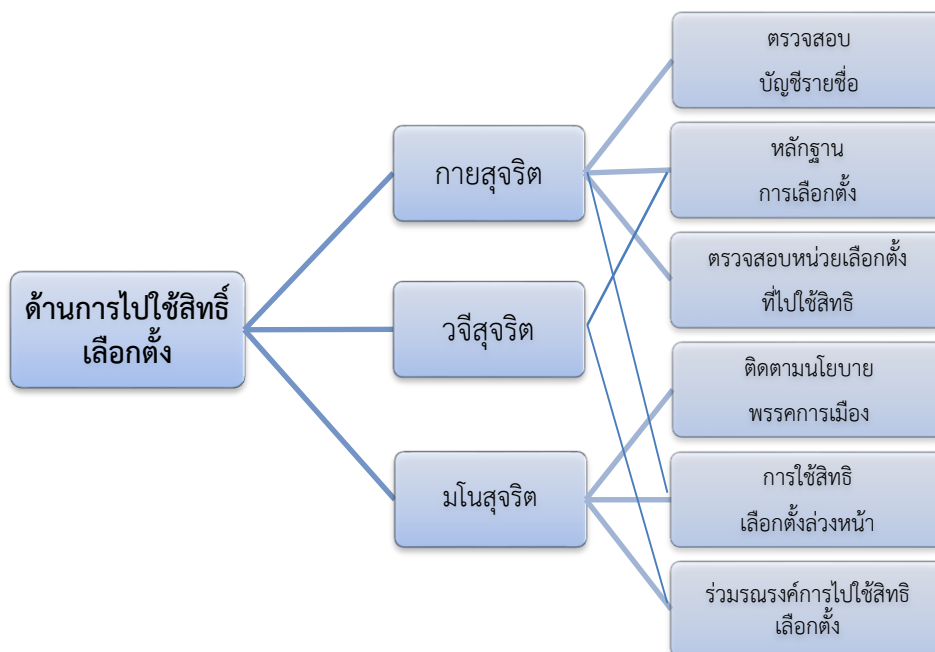 ด้านการไปใช้สิทธิ์
เลือกตั้ง
กายสุจริต
วจีสุจริต
มโนสุจริต
ตรวจสอบ
บัญชีรายชื่อ
หลักฐาน
การเลือกตั้ง
ตรวจสอบหน่วยเลือกตั้ง
ที่ไปใช้สิทธิ
ติดตามนโยบาย
พรรคการเมือง
การใช้สิทธิ
เลือกตั้งล่วงหน้า
ร่วมรณรงค์การไปใช้สิทธิ
เลือกตั้ง